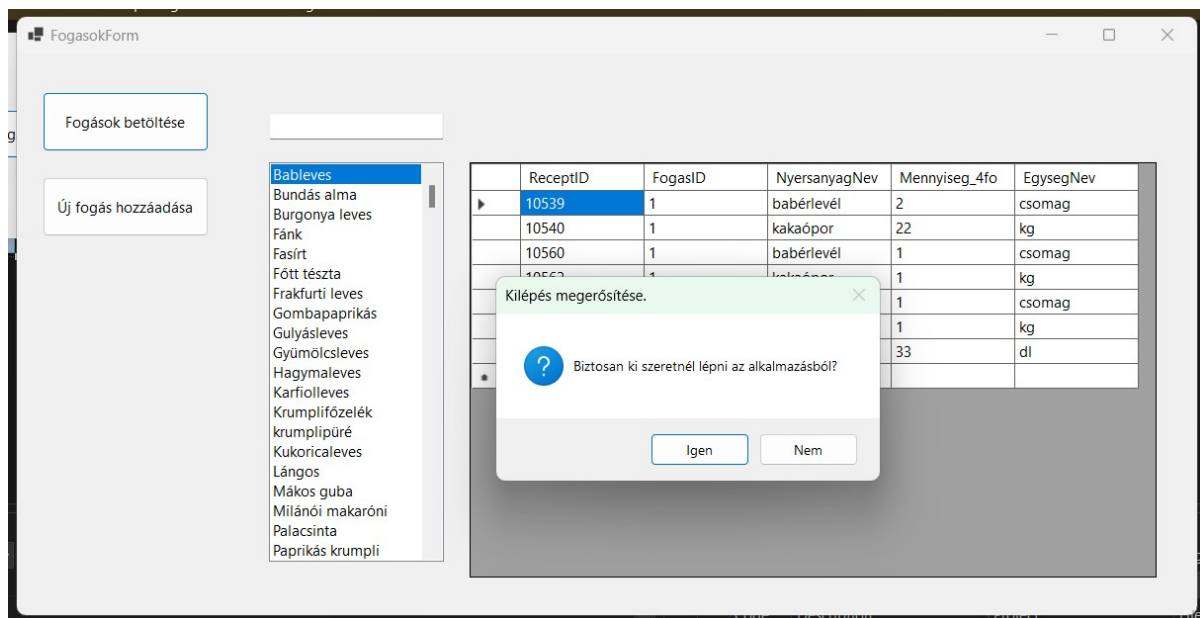 FogasokForm
Fogások betöltése
Új fogás hozzáadása
Bableves
Bundás alma
Burgonya leves
Fánk
Fasírt
Főtt tészta
Frakfurti leves
Gombapaprikás
Gulyásleves
Gyümölcsleves
Hagymaleves
Karfiolleves
Krumplifőzelék
krumplipüré
Kukoricaleves
Lángos
Mákos guba
Milánói makaróni
Palacsinta
Paprikás krumpli
ReceptID FogasID NyersanyagNev Mennyiseg_4fo EgysegNev
10539 1 babérlevél 2 csomag
10540 1 kakaópor 22 kg
10560 1 babérlevél 1 csomag
1 kg
1 csomag
1 kg
33 dl
Kilépés megerősítése.
Biztosan ki szeretnél lépni az alkalmazásból?
Igen Nem